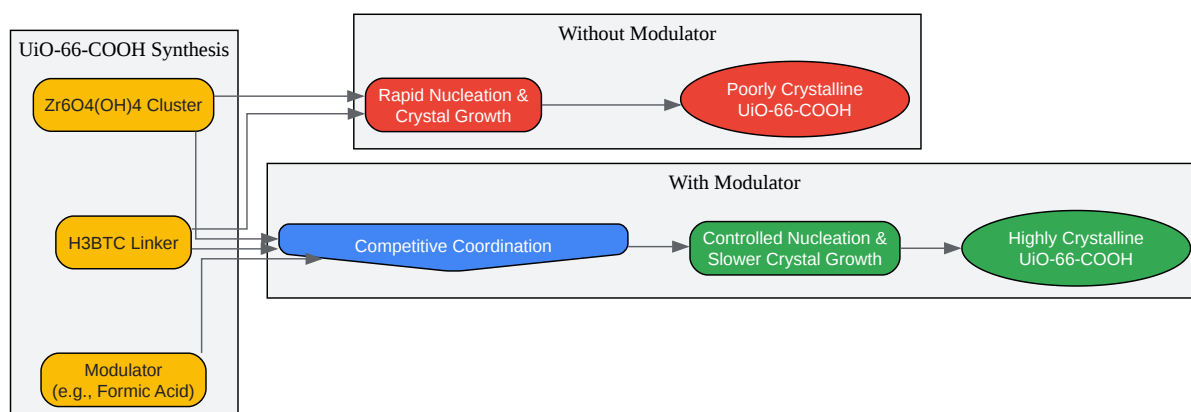 UiO-66-COOH Synthesis
Zr6O4(OH)4 Cluster
H3BTC Linker
Modulator
(e.g., Formic Acid)
Without Modulator
Rapid Nucleation &
Crystal Growth
Poorly Crystalline
UiO-66-COOH
With Modulator
Competitive Coordination
Controlled Nucleation &
Slower Crystal Growth
Highly Crystalline
UiO-66-COOH